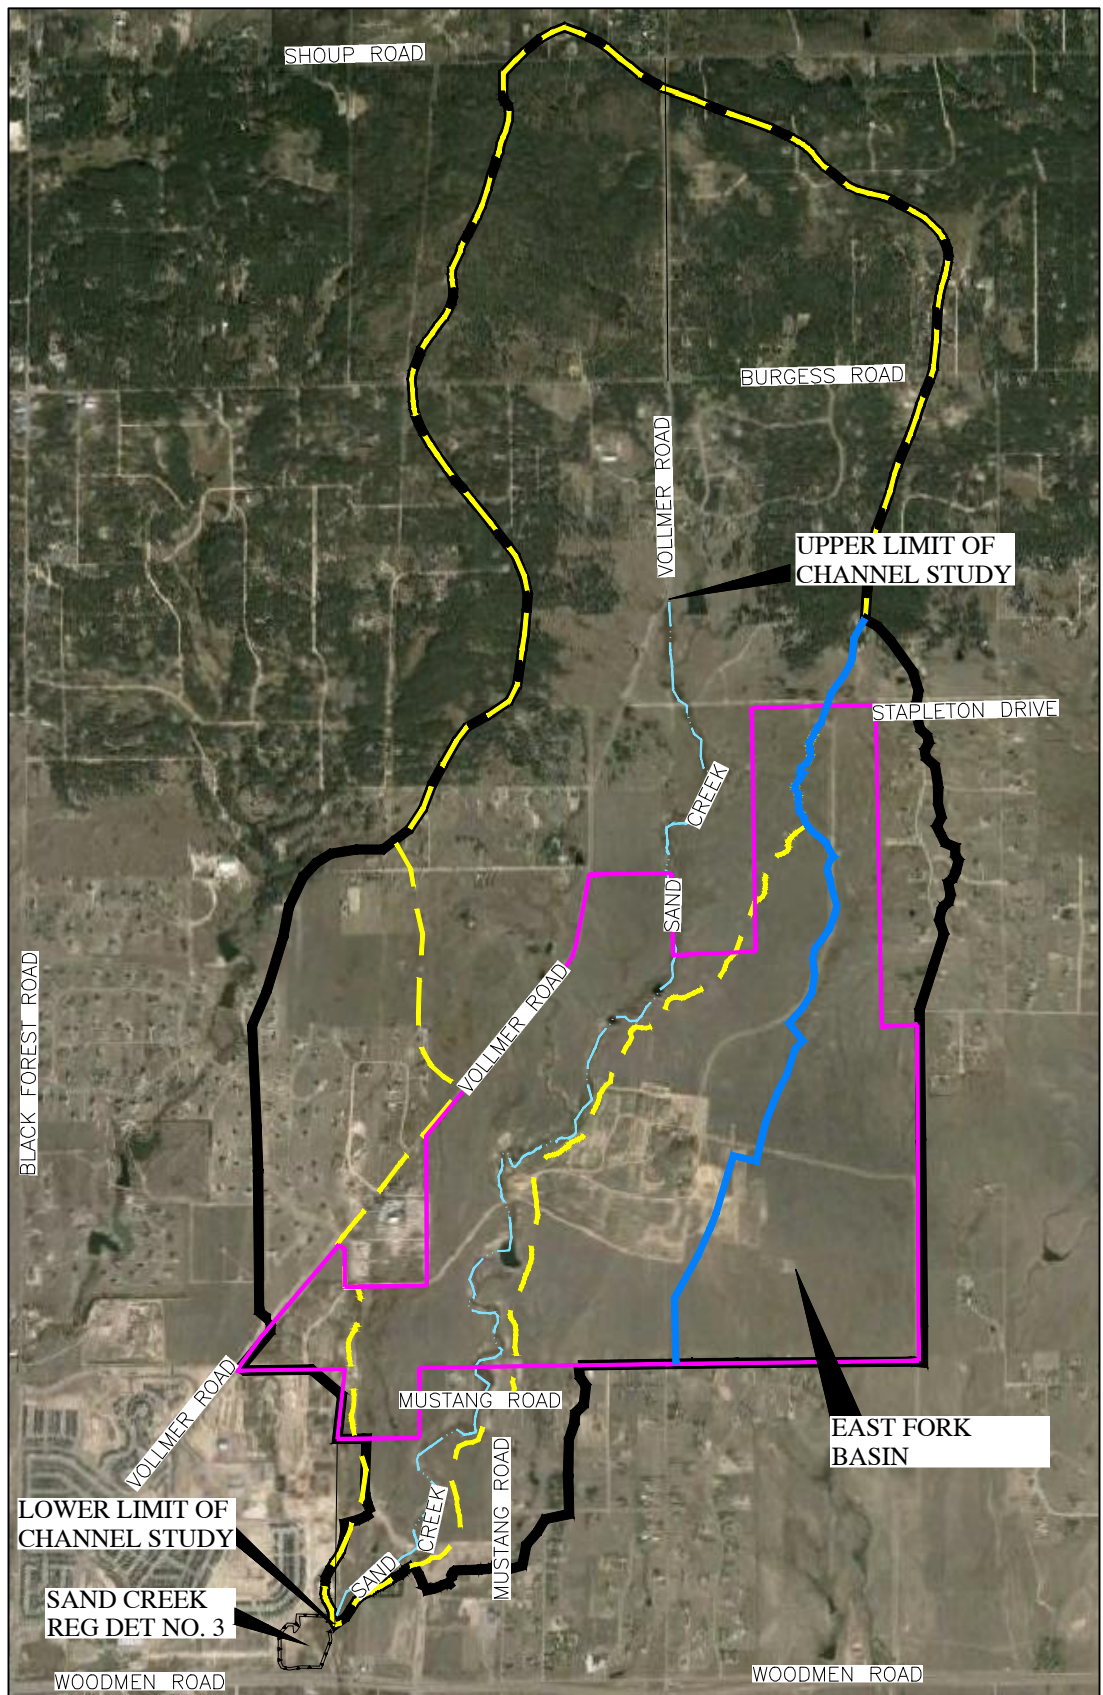 SHOUP ROAD
BURGESS ROAD
VOLLMER ROAD
UPPER LIMIT OF
CHANNEL STUDY
STAPLETON DRIVE
CREEK
SAND
BLACK FOREST ROAD
VOLLMER ROAD
VOLLMER ROAD
MUSTANG ROAD
EAST FORK
BASIN
MUSTANG ROAD
LOWER LIMIT OF
CHANNEL STUDY
CREEK
SAND
SAND CREEK
REG DET NO. 3
WOODMEN ROAD
WOODMEN ROAD